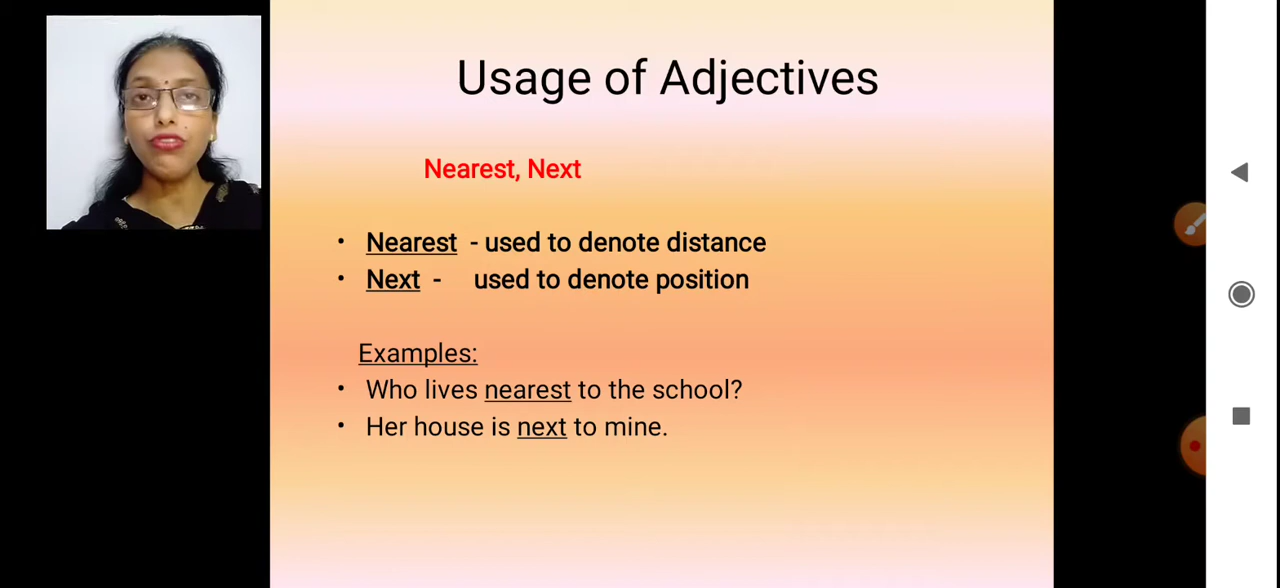 Usage of Adjectives
Nearest, Next
• Nearest - used to denote distance
• Next - used to denote position
Examples:
• Who lives nearest to the school?
• Her house is next to mine.